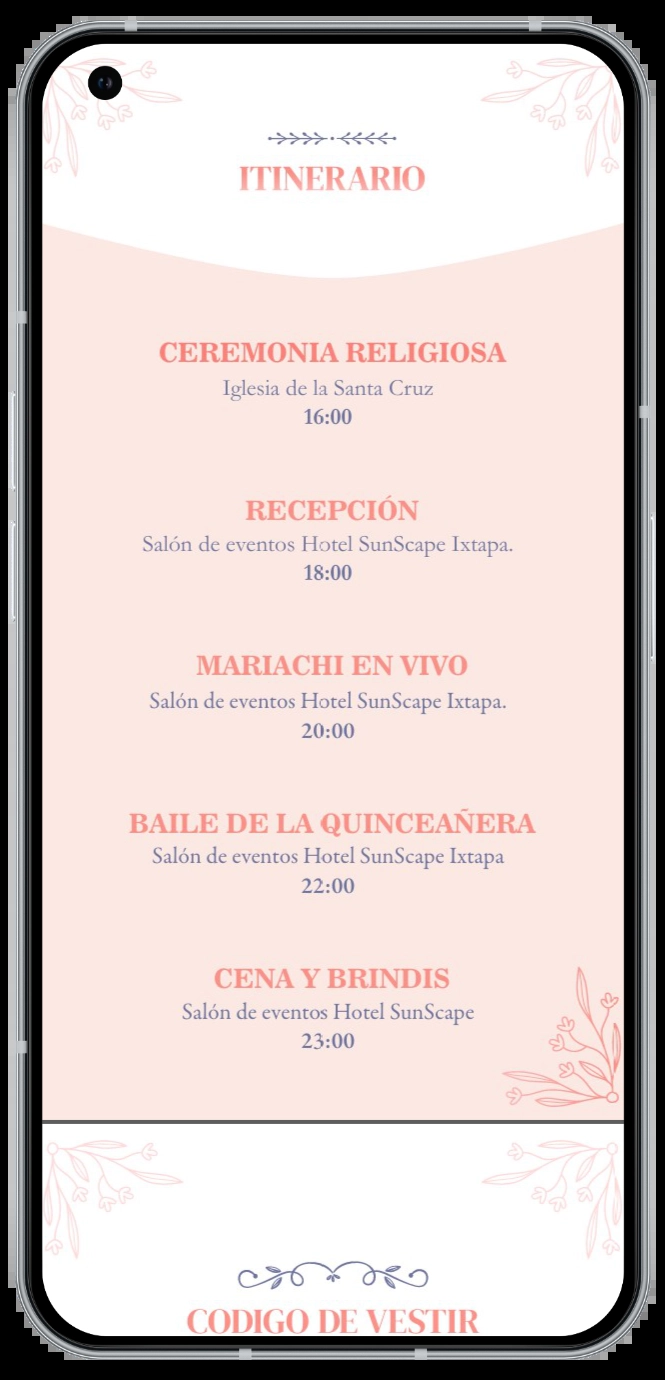 ITINERARIO
CEREMONIA RELIGIOSA
Iglesia de la Santa Cruz
16:00
RECEPCIÓN
Salón de eventos Hotel SunScape Ixtapa.
18:00
MARIACHI EN VIVO
Salón de eventos Hotel SunScape Ixtapa.
20:00
BAILE DE LA QUINCEAÑERA
Salón de eventos Hotel SunScape Ixtapa
22:00
CENA Y BRINDIS
Salón de eventos Hotel SunScape
23:00
CODIGO DE VESTIR